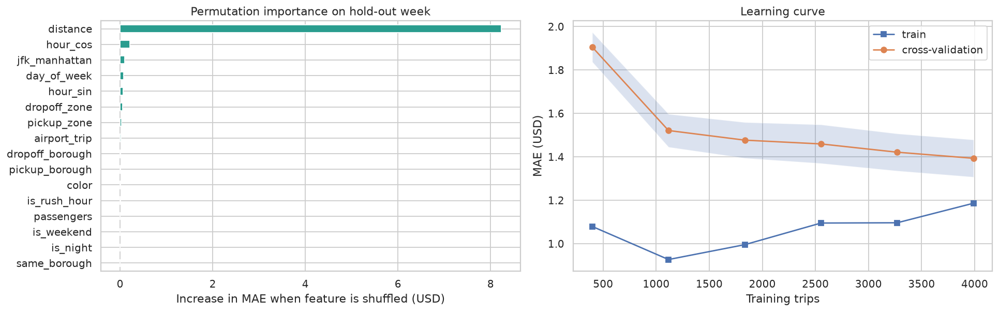 Permutation importance on hold-out week
distance
hour_cos
jfk_manhattan
day_of_week
hour_sin
dropoff_zone
pickup_zone
airport_trip
dropoff_borough
pickup_borough
color
is_rush_hour
passengers
is_weekend
is_night
same_borough
0 2 4 6 8
Increase in MAE when feature is shuffled (USD)
Learning curve
train
cross-validation
MAE (USD)
2.0
1.8
1.6
1.4
1.2
1.0
500 1000 1500 2000 2500 3000 3500 4000
Training trips